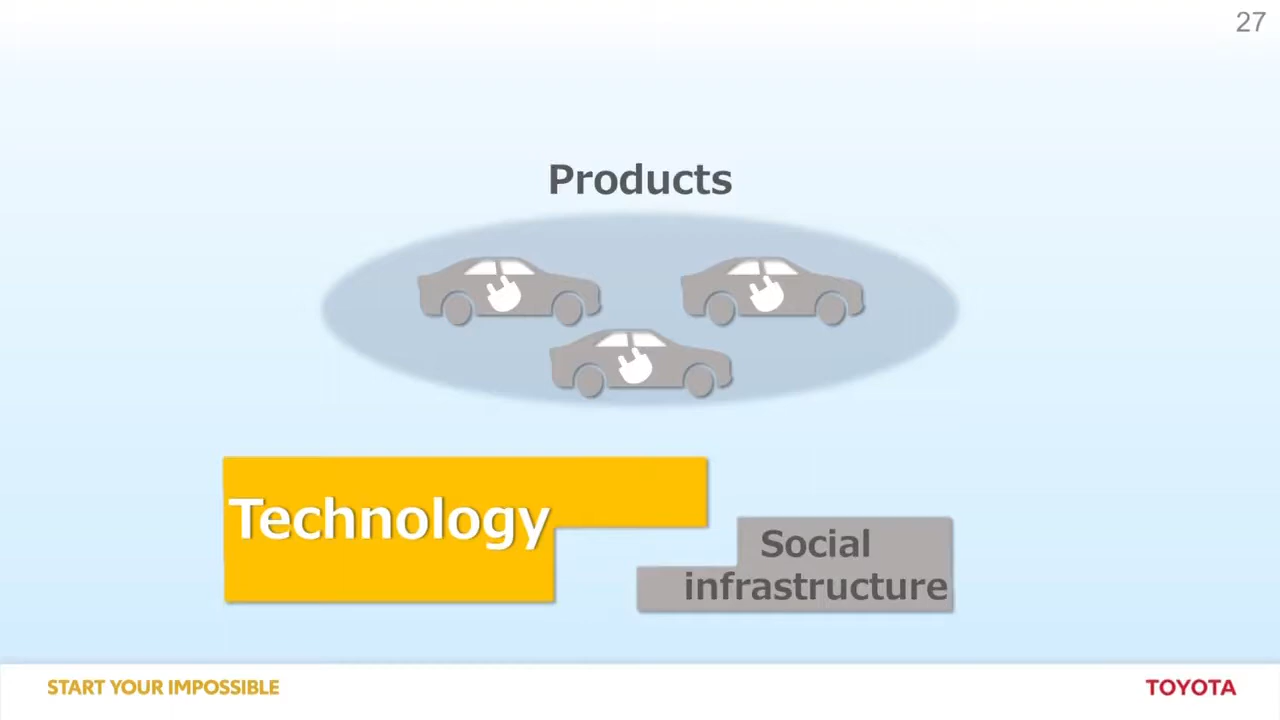 27
Products
Technology
Social
infrastructure
START YOUR IMPOSSIBLE
TOYOTA